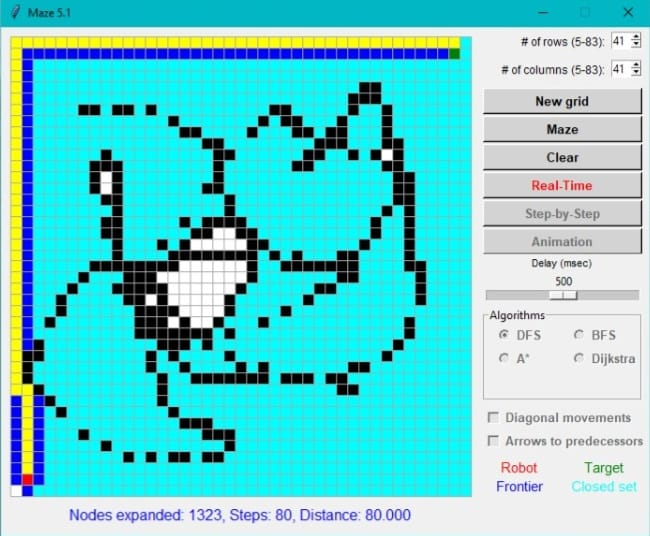 Maze 5.1
# of rows (5-83): 41
# of columns (5-83): 41
New grid
Maze
Clear
Real-Time
Step-by-Step
Animation
Delay (msec)
500
Algorithms
DFS BFS
A* Dijkstra
Diagonal movements
Arrows to predecessors
Robot Target
Frontier Closed set
Nodes expanded: 1323, Steps: 80, Distance: 80.000